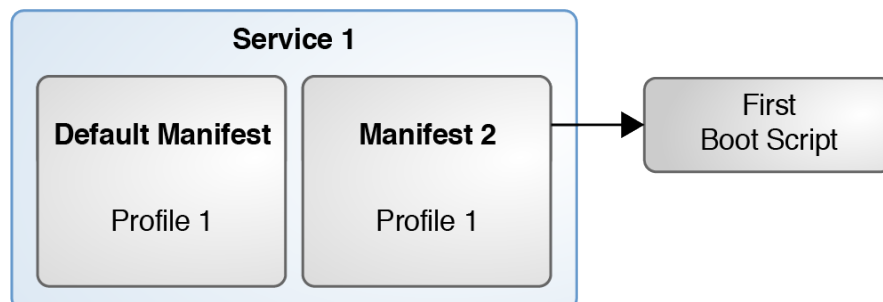 Service 1
Default Manifest
Manifest 2
First
Boot Script
Profile 1
Profile 1